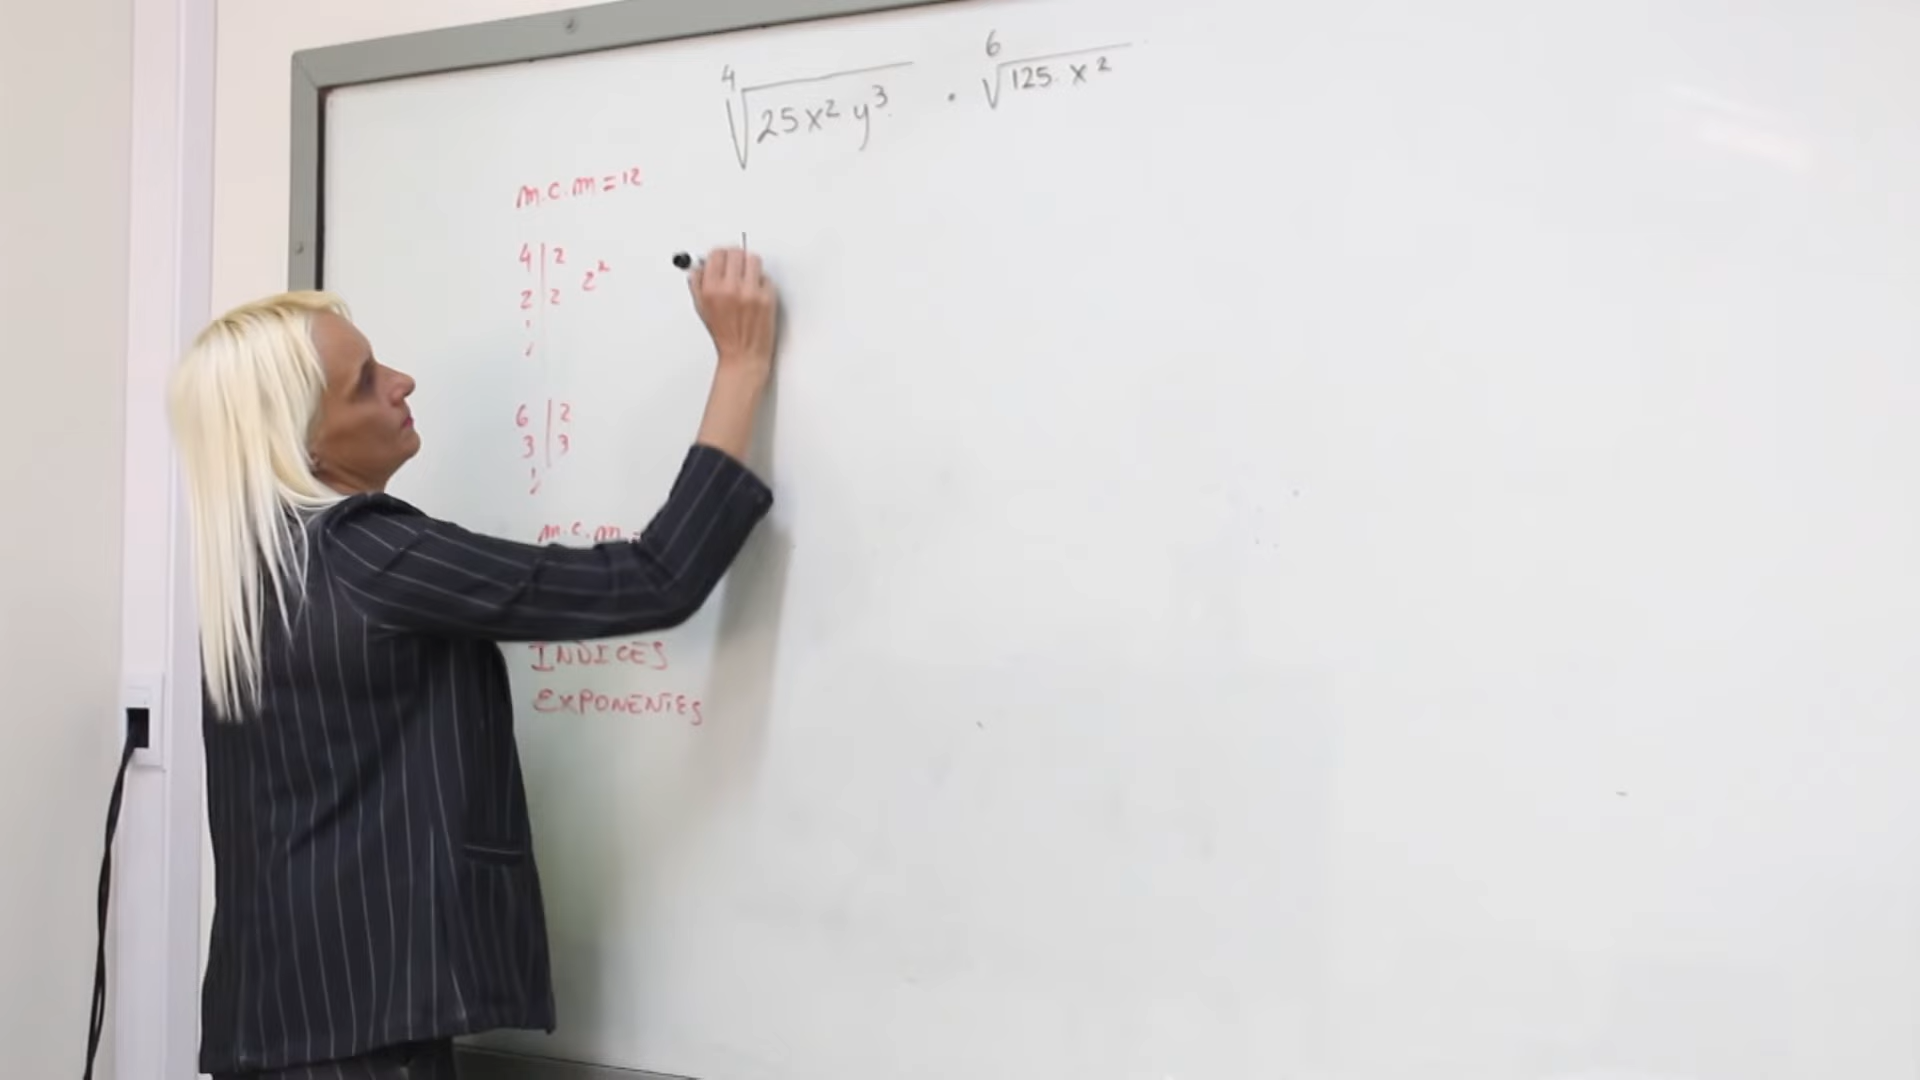 ⁴√(25x² y³) · ⁶√(125. x²)
m.c.m = 12
4 | 2
2 | 2 2²
1
6 | 2
3 | 3
1
m.c.m. =
INDICES
EXPONENTES